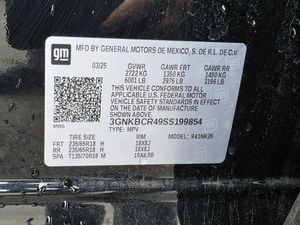 gm
MFD BY GENERAL MOTORS DE MEXICO, S. DE R.L. DE C.V.
03/25 GVWR GAWR FRT GAWR RR
2722 KG 1350 KG 1450 KG
6001 LB 2976 LB 3196 LB
THIS VEHICLE CONFORMS TO ALL
APPLICABLE U.S. FEDERAL MOTOR
VEHICLE SAFETY STANDARDS IN
EFFECT ON THE DATE OF
MANUFACTURE SHOWN ABOVE.
3GNKBCR49SS199854
TYPE: MPV MODEL: 
TIRE RIM
FRT 235/65R18 H 18X8J
RR 235/65R18 H 18X8J
SPA T135/70R18 M 18X4.5B